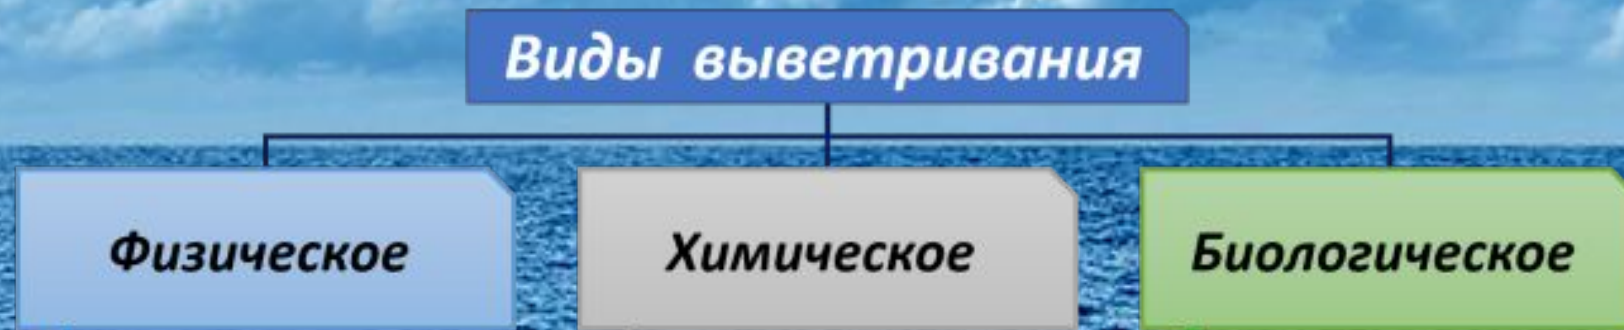 Виды выветривания
Физическое
Химическое
Биологическое